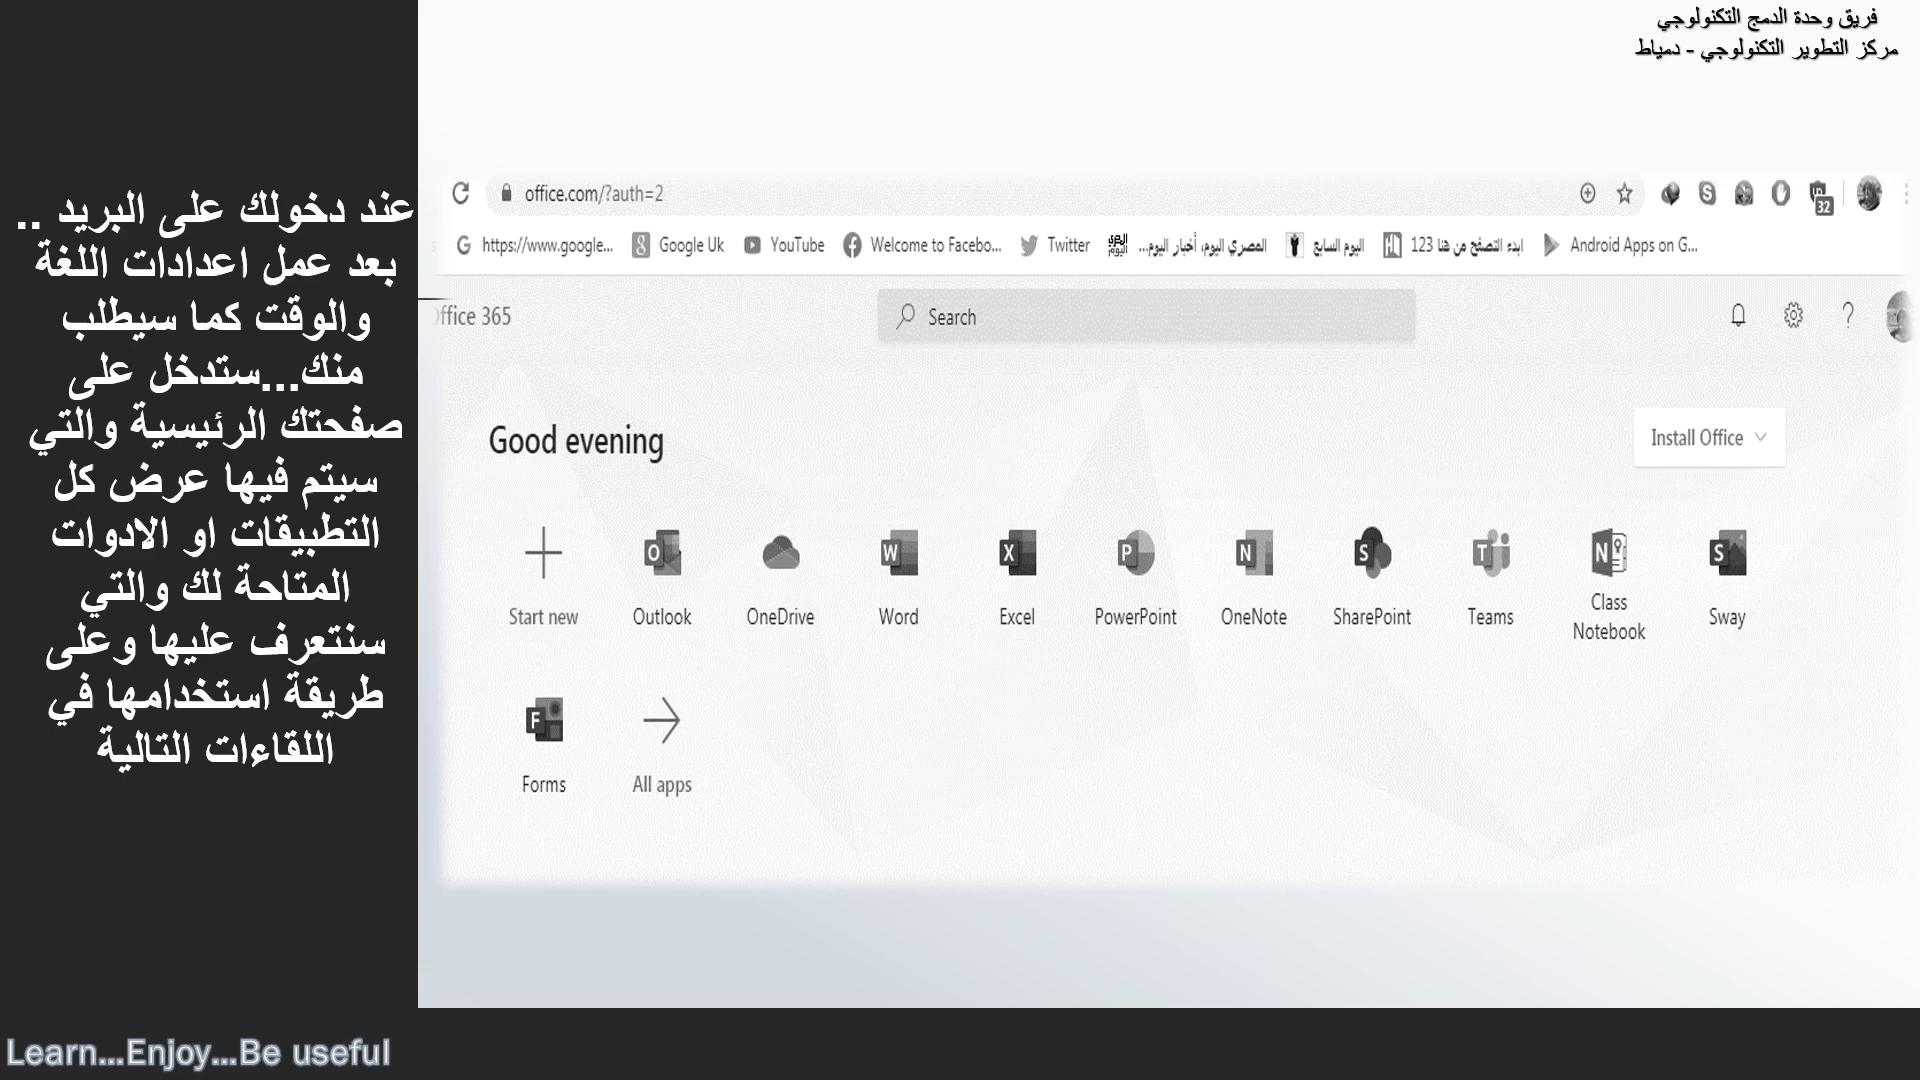 فريق وحدة الدمج التكنولوجي
مركز التطوير التكنولوجي - دمياط
عند دخولك على البريد ..
بعد عمل اعدادات اللغة
والوقت كما سيطلب
منك...ستدخل على
صفحتك الرئيسية والتي
سيتم فيها عرض كل
التطبيقات او الادوات
المتاحة لك والتي
سنتعرف عليها وعلى
طريقة استخدامها في
اللقاءات التالية
office.com/?auth=2
32
https://www.google... Google Uk YouTube Welcome to Facebo... Twitter المصري اليوم، أخبار اليوم... اليوم السابع ابدء التصفح من هنا 123 Android Apps on G...
ffice 365 Search
Good evening
Install Office
Start new Outlook OneDrive Word Excel PowerPoint OneNote SharePoint Teams Class Notebook Sway
Forms All apps
Learn...Enjoy...Be useful